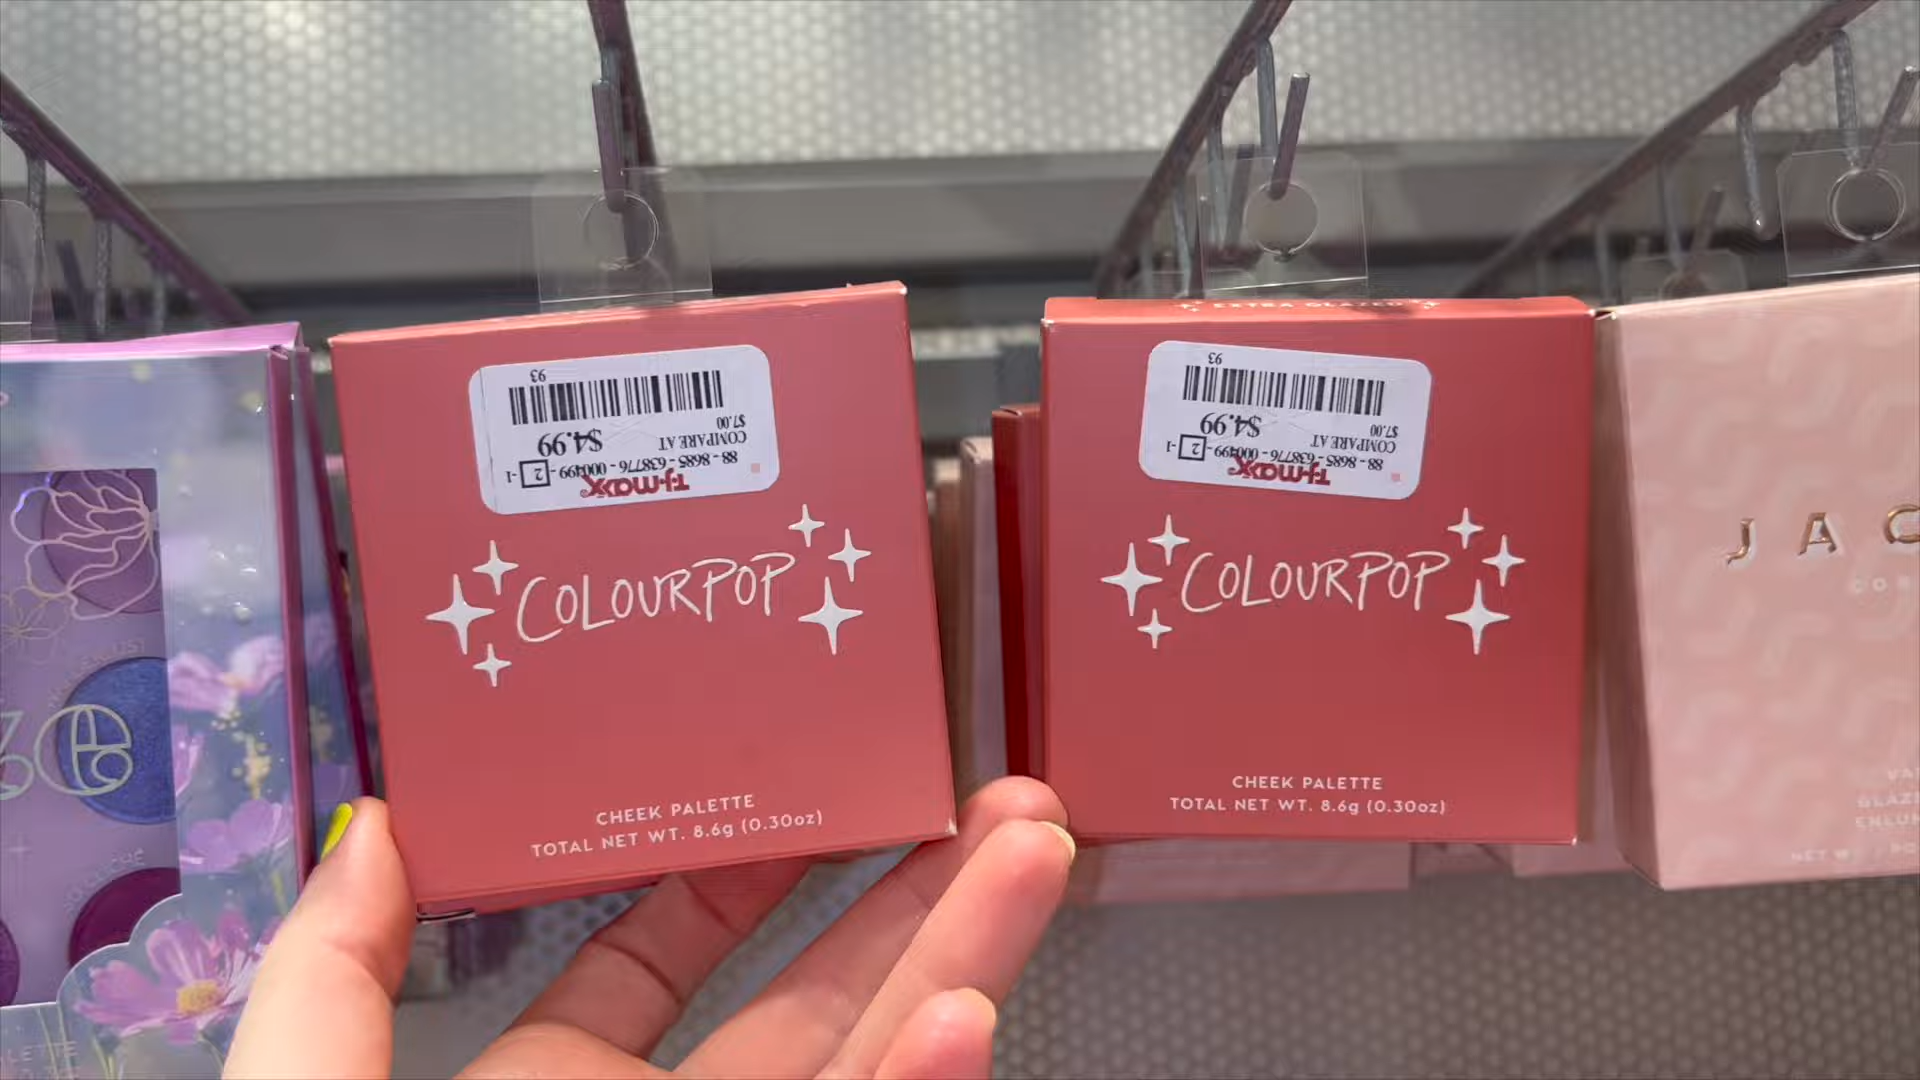 93
$4.99
COMPARE AT
$7.00
88 - 8685 - 638776 - 000499 - 2 -1
T.J.maxx
COLOURPOP
CHEEK PALETTE
TOTAL NET WT. 8.6g (0.30oz)
EXTRA GLAZED
93
$4.99
COMPARE AT
$7.00
88 - 8685 - 638776 - 000499 - 2 -1
T.J.maxx
COLOURPOP
CHEEK PALETTE
TOTAL NET WT. 8.6g (0.30oz)
JAC